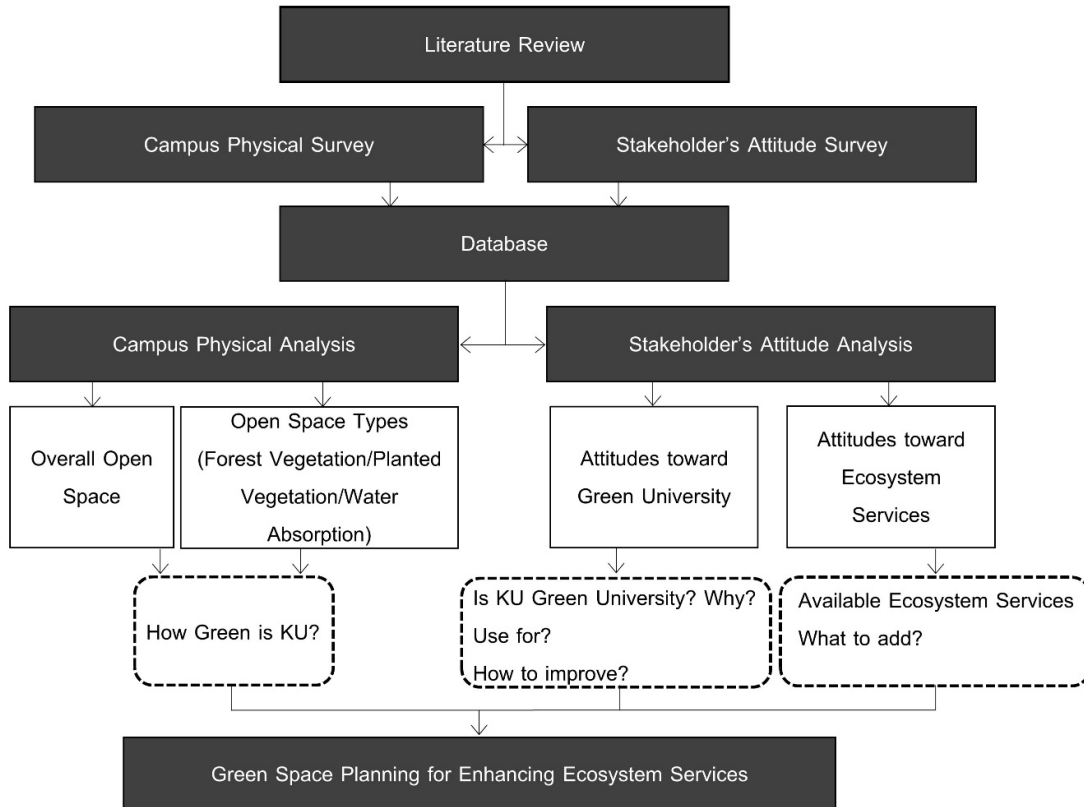 Literature Review
Campus Physical Survey
Stakeholder's Attitude Survey
Database
Campus Physical Analysis
Stakeholder's Attitude Analysis
Overall Open
Space
Open Space Types
(Forest Vegetation/Planted
Vegetation/Water
Absorption)
Attitudes toward
Green University
Attitudes toward
Ecosystem
Services
How Green is KU?
Is KU Green University? Why?
Use for?
How to improve?
Available Ecosystem Services
What to add?
Green Space Planning for Enhancing Ecosystem Services